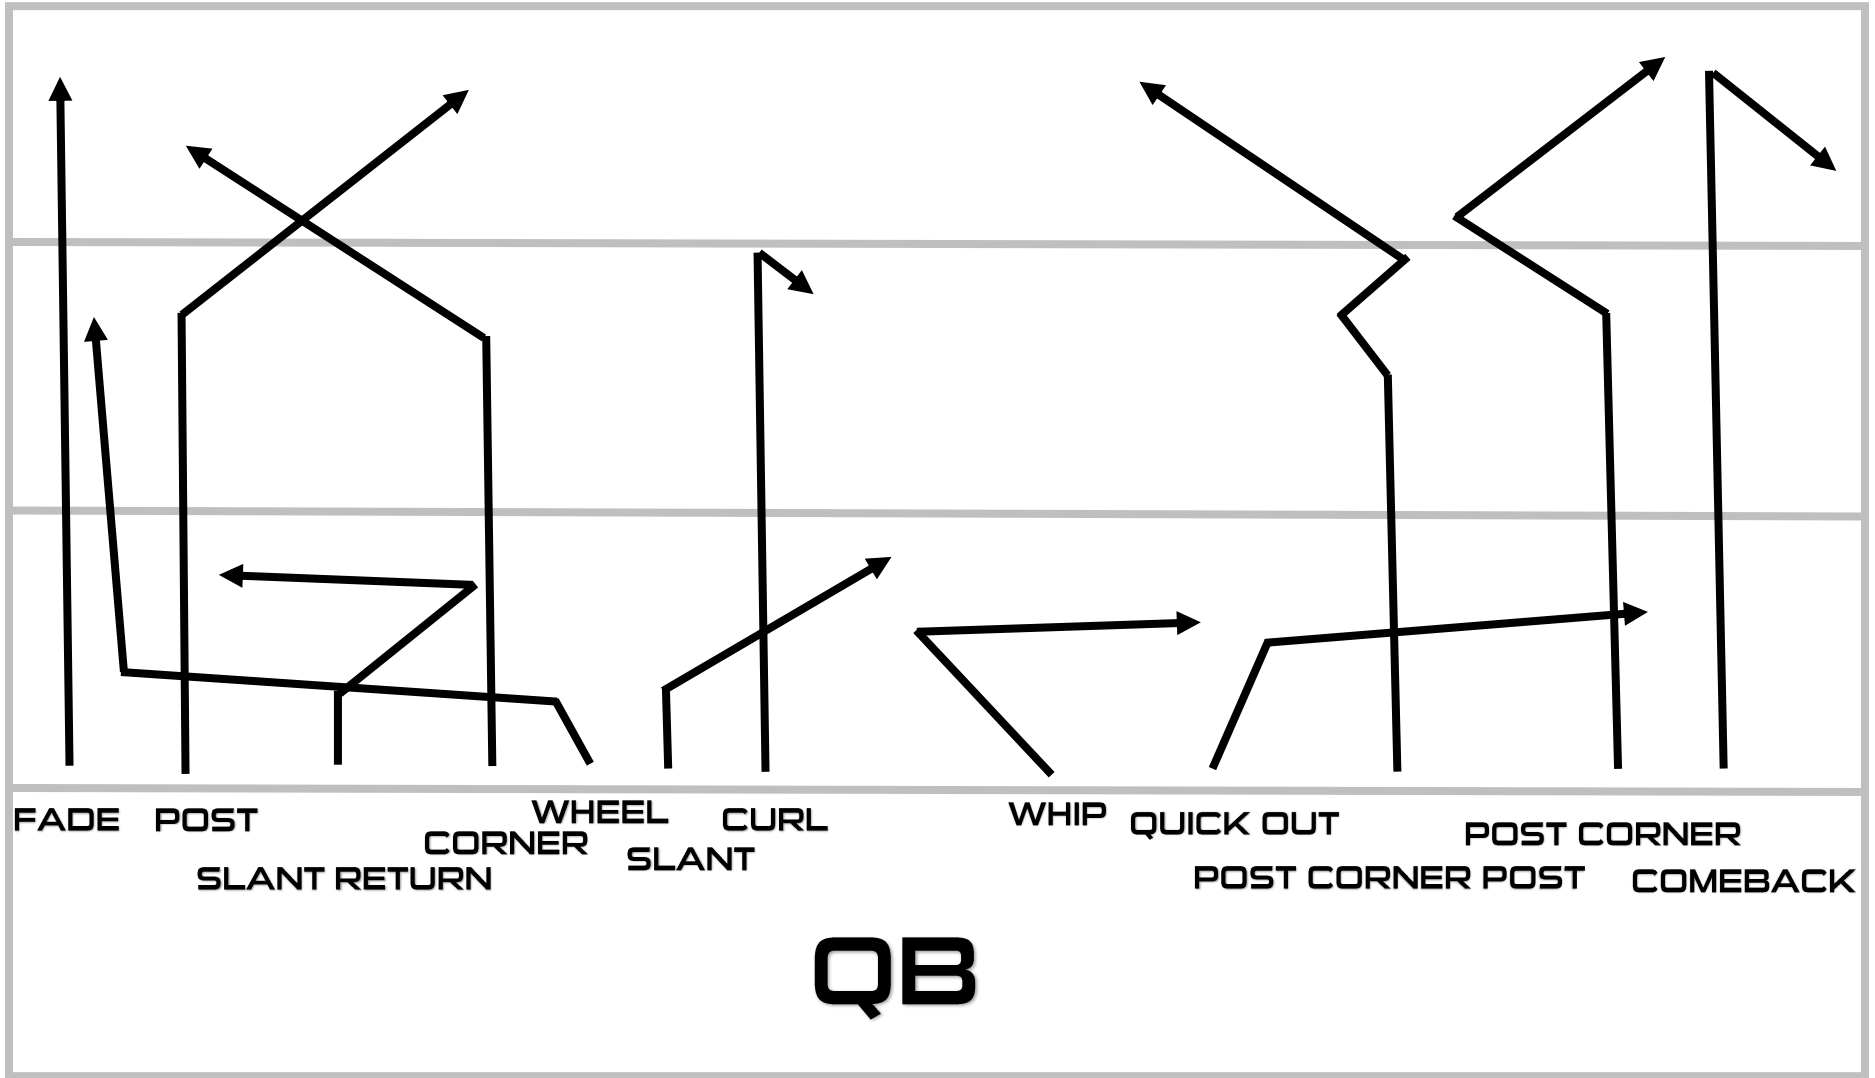 FADE
POST
SLANT RETURN
CORNER
WHEEL
SLANT
CURL
WHIP
QUICK OUT
POST CORNER POST
POST CORNER
COMEBACK
QB